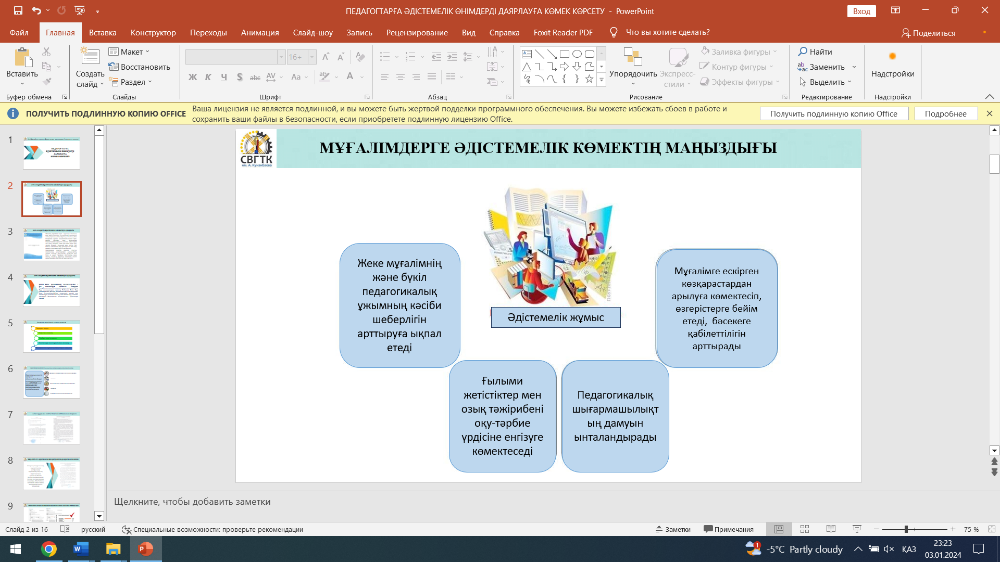 ПЕДАГОГТАРҒА ӘДІСТЕМЕЛІК ӨНІМДЕРДІ ДАЯРЛАУҒА КӨМЕК КӨРСЕТУ - PowerPoint
Вход
Файл Главная Вставка Конструктор Переходы Анимация Слайд-шоу Запись Рецензирование Вид Справка Foxit Reader PDF Что вы хотите сделать? Поделиться
Вставить
Буфер обмена
Создать
слайд
Макет
Восстановить
Раздел
Слайды
16+
Ж К Ч S abc AV Aa A
Шрифт
Абзац
Упорядочить
Экспресс-
стили
Заливка фигуры
Контур фигуры
Эффекты фигуры
Рисование
Найти
Заменить
Выделить
Редактирование
Надстройки
Надстройки
ПОЛУЧИТЬ ПОДЛИННУЮ КОПИЮ OFFICE
Ваша лицензия не является подлинной, и вы можете быть жертвой подделки программного обеспечения. Вы можете избежать сбоев в работе и
сохранить ваши файлы в безопасности, если приобретете подлинную лицензию Office.
Получить подлинную копию Office
Подробнее
1
2
3
4
5
6
7
8
9
СВГТК
им. А. Кунанбаева
МҰҒАЛІМДЕРГЕ ӘДІСТЕМЕЛІК КӨМЕКТІҢ МАҢЫЗДЫҒЫ
Жеке мұғалімнің
және бүкіл
педагогикалық
ұжымның кәсіби
шеберлігін
арттыруға ықпал
етеді
Әдістемелік жұмыс
Мұғалімге ескірген
көзқарастардан
арылуға көмектесіп,
өзгерістерге бейім
етеді, бәсекеге
қабілеттілігін
арттырады
Ғылыми
жетістіктер мен
озық тәжірибені
оқу-тәрбие
үрдісіне енгізуге
көмектеседі
Педагогикалық
шығармашылықт
ың дамуын
ынталандырады
Щелкните, чтобы добавить заметки
Слайд 2 из 16 русский Специальные возможности: проверьте рекомендации Заметки Примечания 75 %
1 -5°C Partly cloudy ҚАЗ
23:23
03.01.2024